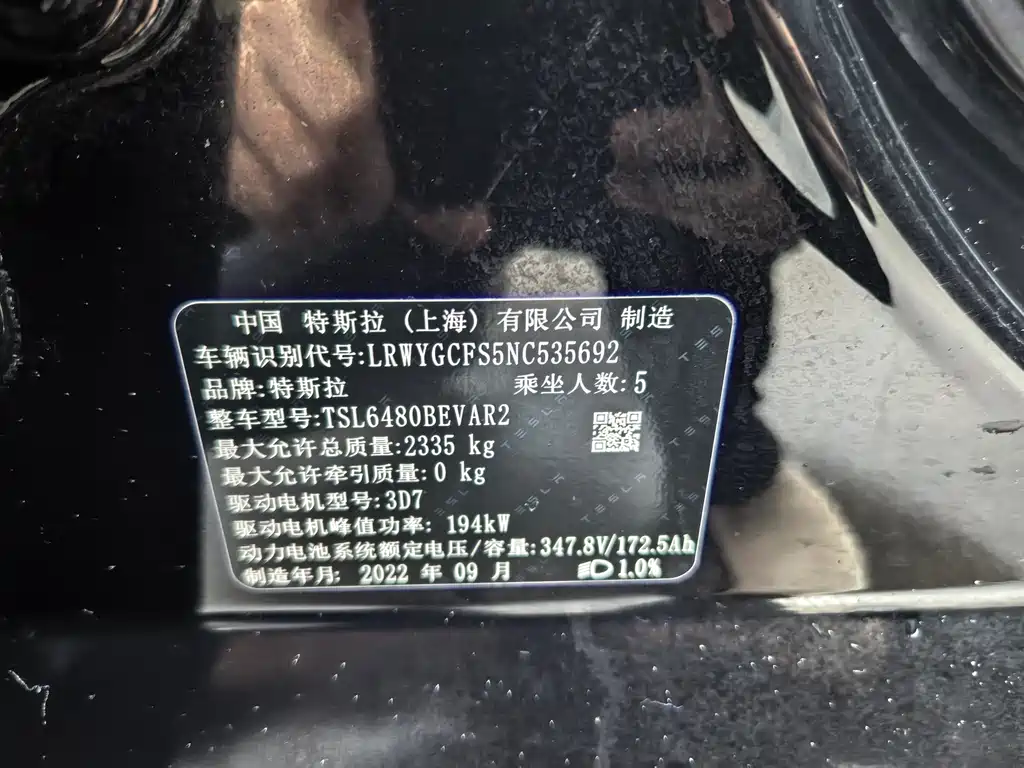 中国 特斯拉 (上海) 有限公司 制造
车辆识别代号:LRWYGCFS5NC535692
品牌:特斯拉 乘坐人数:5
整车型号:TSL6480BEVAR2
最大允许总质量:2335 kg
最大允许牵引质量:0 kg
驱动电机型号:3D7
驱动电机峰值功率: 194kW
动力电池系统额定电压/容量:347.8V/172.5Ah
制造年月: 2022 年 09 月 1.0%